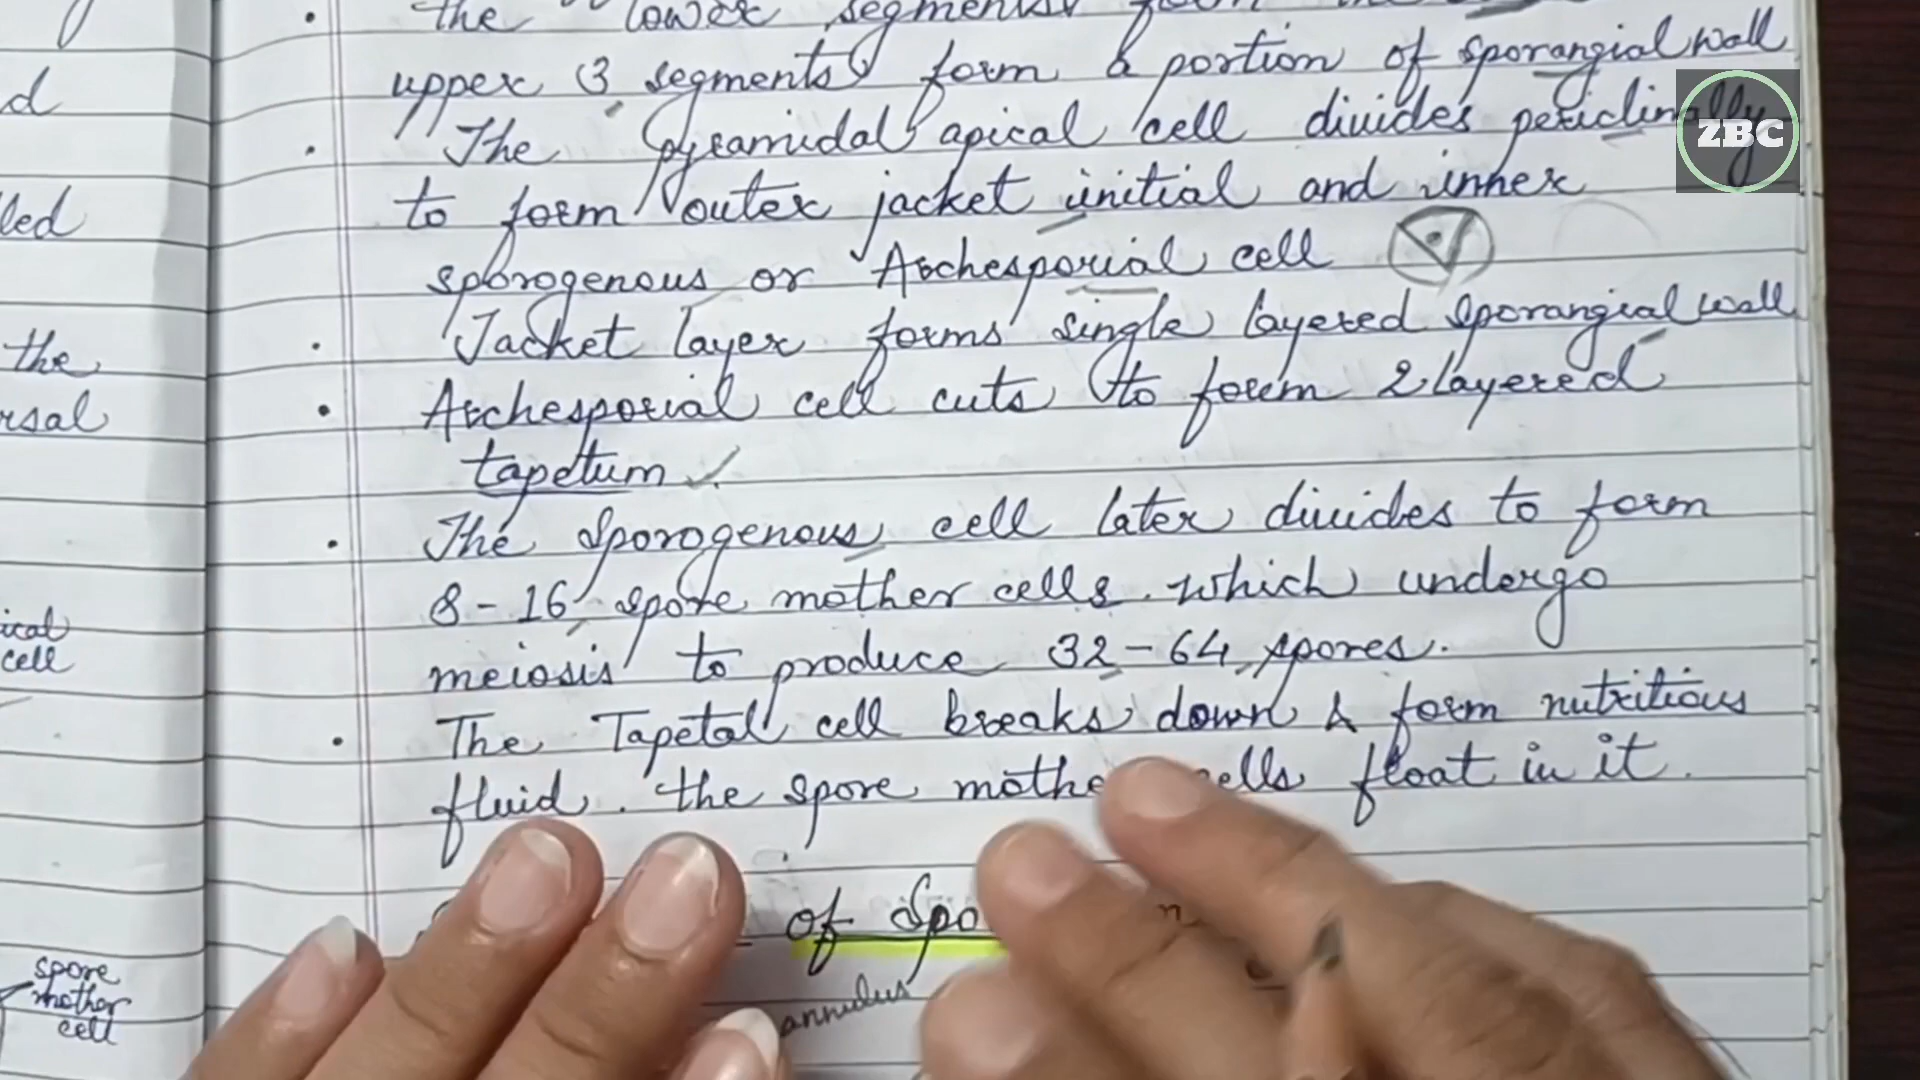 d
led
the
rsal
ical
cell
spore
mother
cell
the lower segments form the
upper 3 segments form a portion of sporangial wall
The pyramidal apical cell divides periclinally
to form outer jacket initial and inner
sporogenous or Archesporial cell
Jacket layer forms single layered sporangial wall
Archesporial cell cuts to form 2 layered
tapetum
The sporogenous cell later divides to form
8-16 spore mother cells which undergo
meiosis to produce 32-64 spores.
The Tapetal cell breaks down & form nutritious
fluid. the spore mothe cells float in it.
of Spo
annulus
ZBC